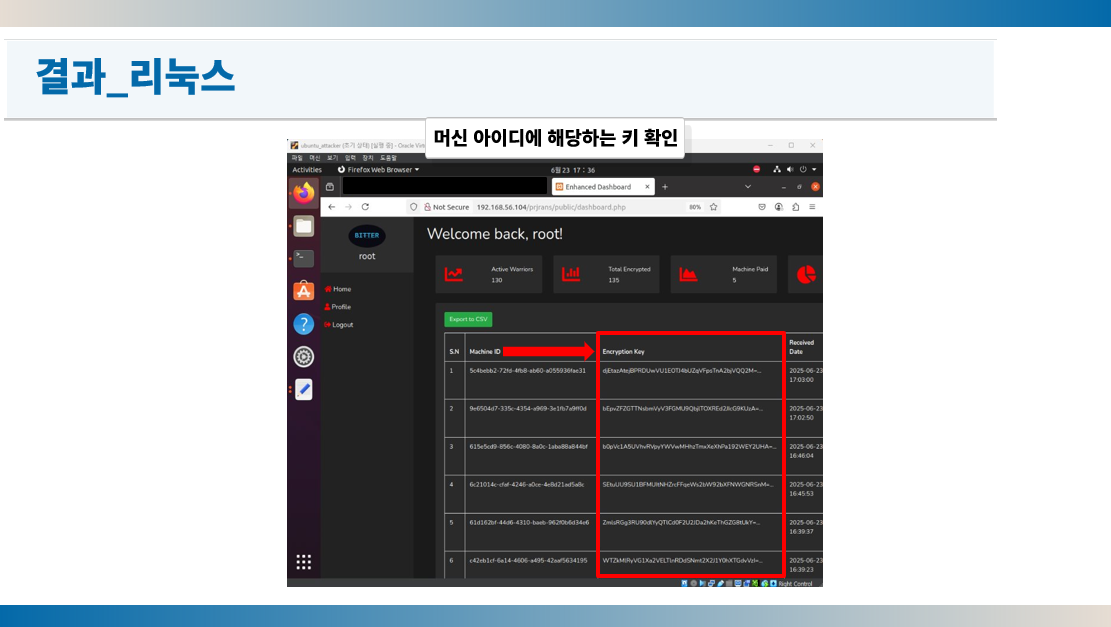 결과_리눅스
머신 아이디에 해당하는 키 확인
ubuntu_attacker [초기 상태] [실행 중] - Oracle Virt
파일 머신 보기 입력 장치 도움말
Activities Firefox Web Browser 6월 23 17 : 36
Enhanced Dashboard
Not Secure 192.168.56.104/prjrans/public/dashboard.php 80%
BITTER
root
Home
Profile
Logout
Welcome back, root!
Active Warriors
130
Total Encrypted
135
Machine Paid
5
Export to CSV
S.N Machine ID Encryption Key Received Date
1 5c4bebb2-72fd-4fb8-ab60-a055936fae31 2025-06-23 17:03:00
2 9e6504d7-335c-4354-a969-3e1fb7a9ff0d 2025-06-23 17:02:50
3 615e5cd9-856c-4080-8a0c-1aba88a844bf 2025-06-23 16:46:04
4 6c21014c-cfaf-4246-a0ce-4e8d21ad5a8c 2025-06-23 16:45:53
5 61d162bf-44d6-4310-baeb-962f0b6d34e6 2025-06-23 16:39:37
6 c42eb1cf-6a14-4606-a495-42aaf5634195 2025-06-23 16:39:23
Right Control